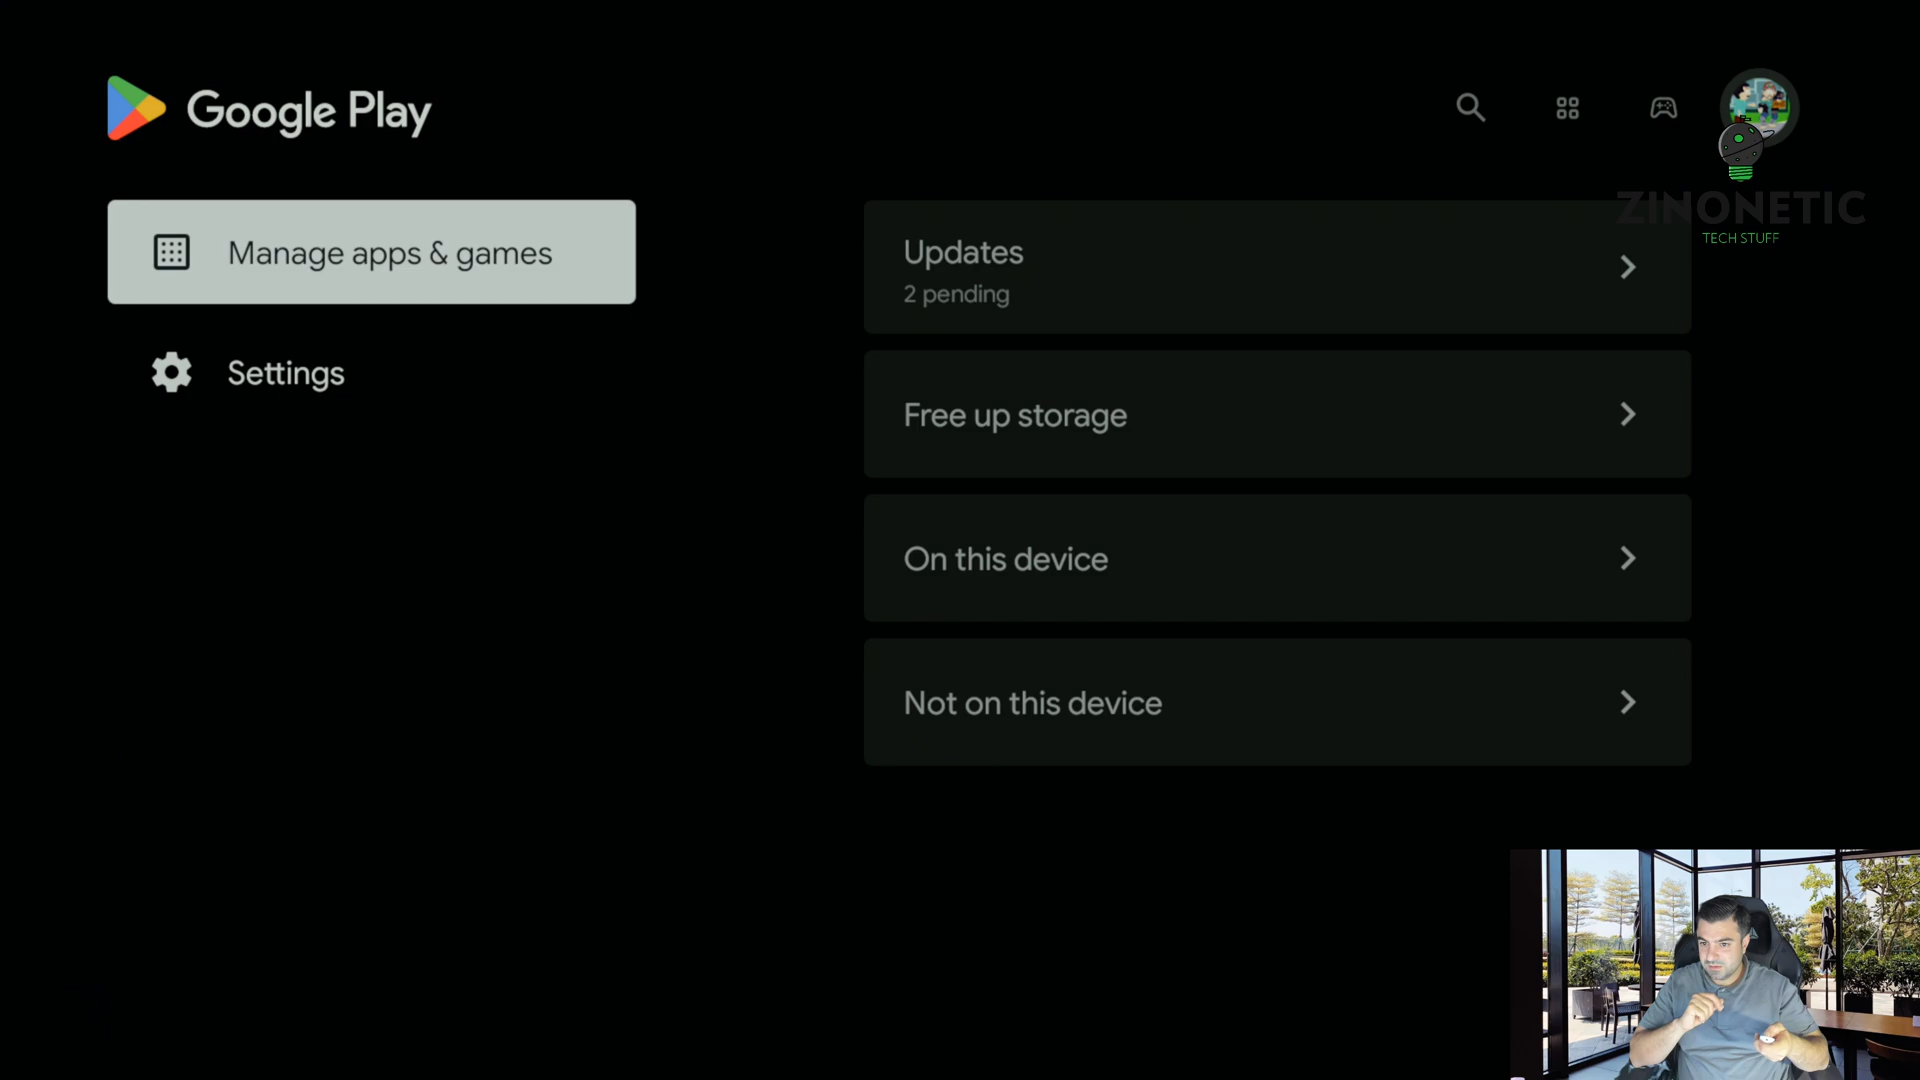 Google Play
ZINONETIC
TECH STUFF
Manage apps & games
Settings
Updates
2 pending
Free up storage
On this device
Not on this device